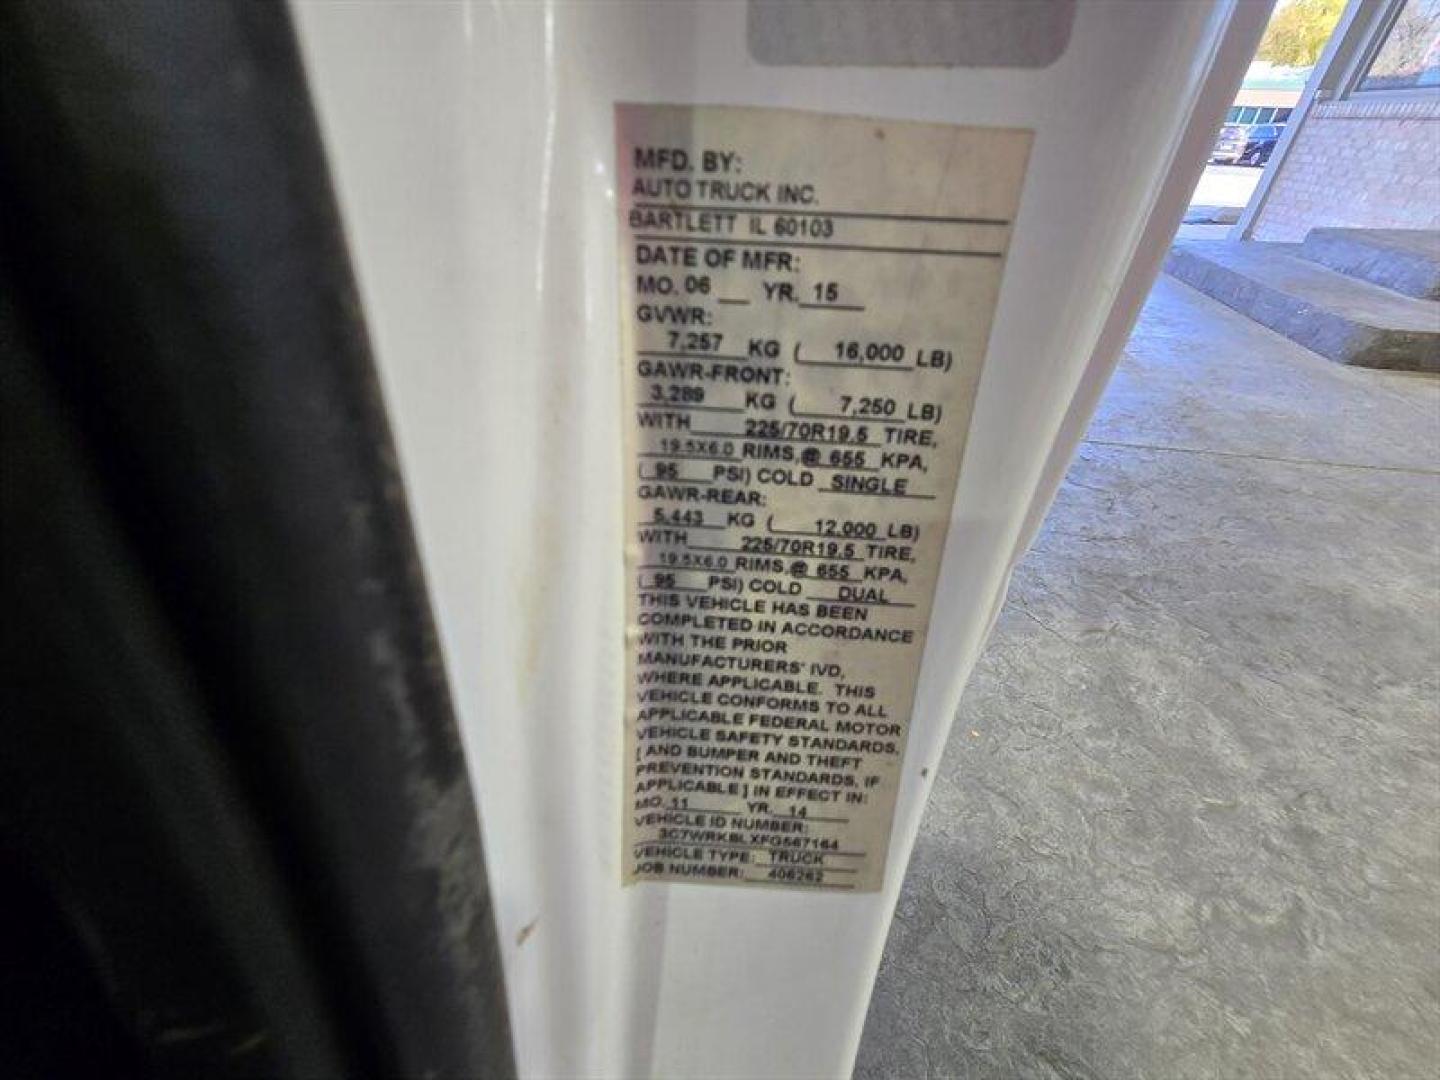 MFD. BY:
AUTO TRUCK INC.
BARTLETT IL 60103
DATE OF MFR:
MO. 06 YR. 15
GVWR:
7,257 KG ( 16,000 LB)
GAWR-FRONT:
3,289 KG ( 7,250 LB)
WITH 225/70R19.5 TIRE,
19.5X6.0 RIMS, @ 655 KPA,
( 95 PSI) COLD SINGLE
GAWR-REAR:
5,443 KG ( 12,000 LB)
WITH 225/70R19.5 TIRE,
19.5X6.0 RIMS, @ 655 KPA,
( 95 PSI) COLD DUAL
THIS VEHICLE HAS BEEN
COMPLETED IN ACCORDANCE
WITH THE PRIOR
MANUFACTURERS' IVD,
WHERE APPLICABLE. THIS
VEHICLE CONFORMS TO ALL
APPLICABLE FEDERAL MOTOR
VEHICLE SAFETY STANDARDS,
[ AND BUMPER AND THEFT
PREVENTION STANDARDS, IF
APPLICABLE ] IN EFFECT IN:
MO. 11 YR. 14
VEHICLE ID NUMBER:
3C7WRKBLXFG567164
VEHICLE TYPE: TRUCK
JOB NUMBER: 406262